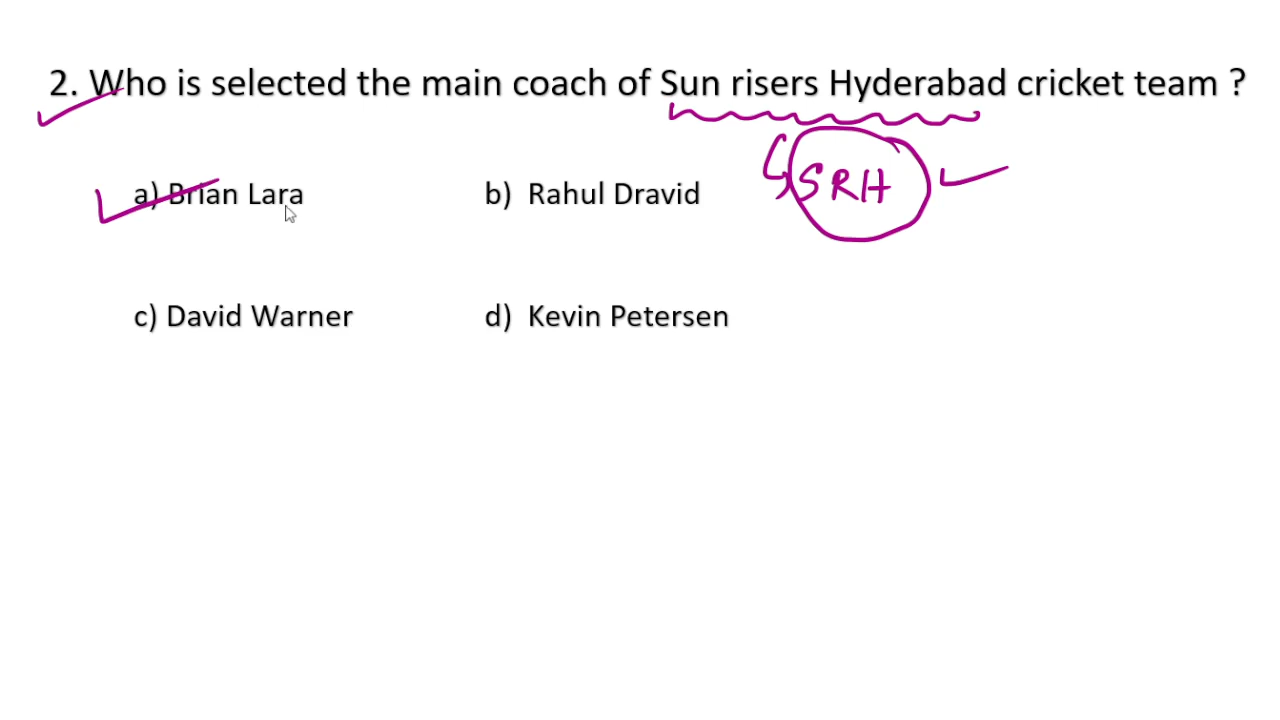 2. Who is selected the main coach of Sun risers Hyderabad cricket team ?
SRH
a) Brian Lara b) Rahul Dravid
c) David Warner d) Kevin Petersen